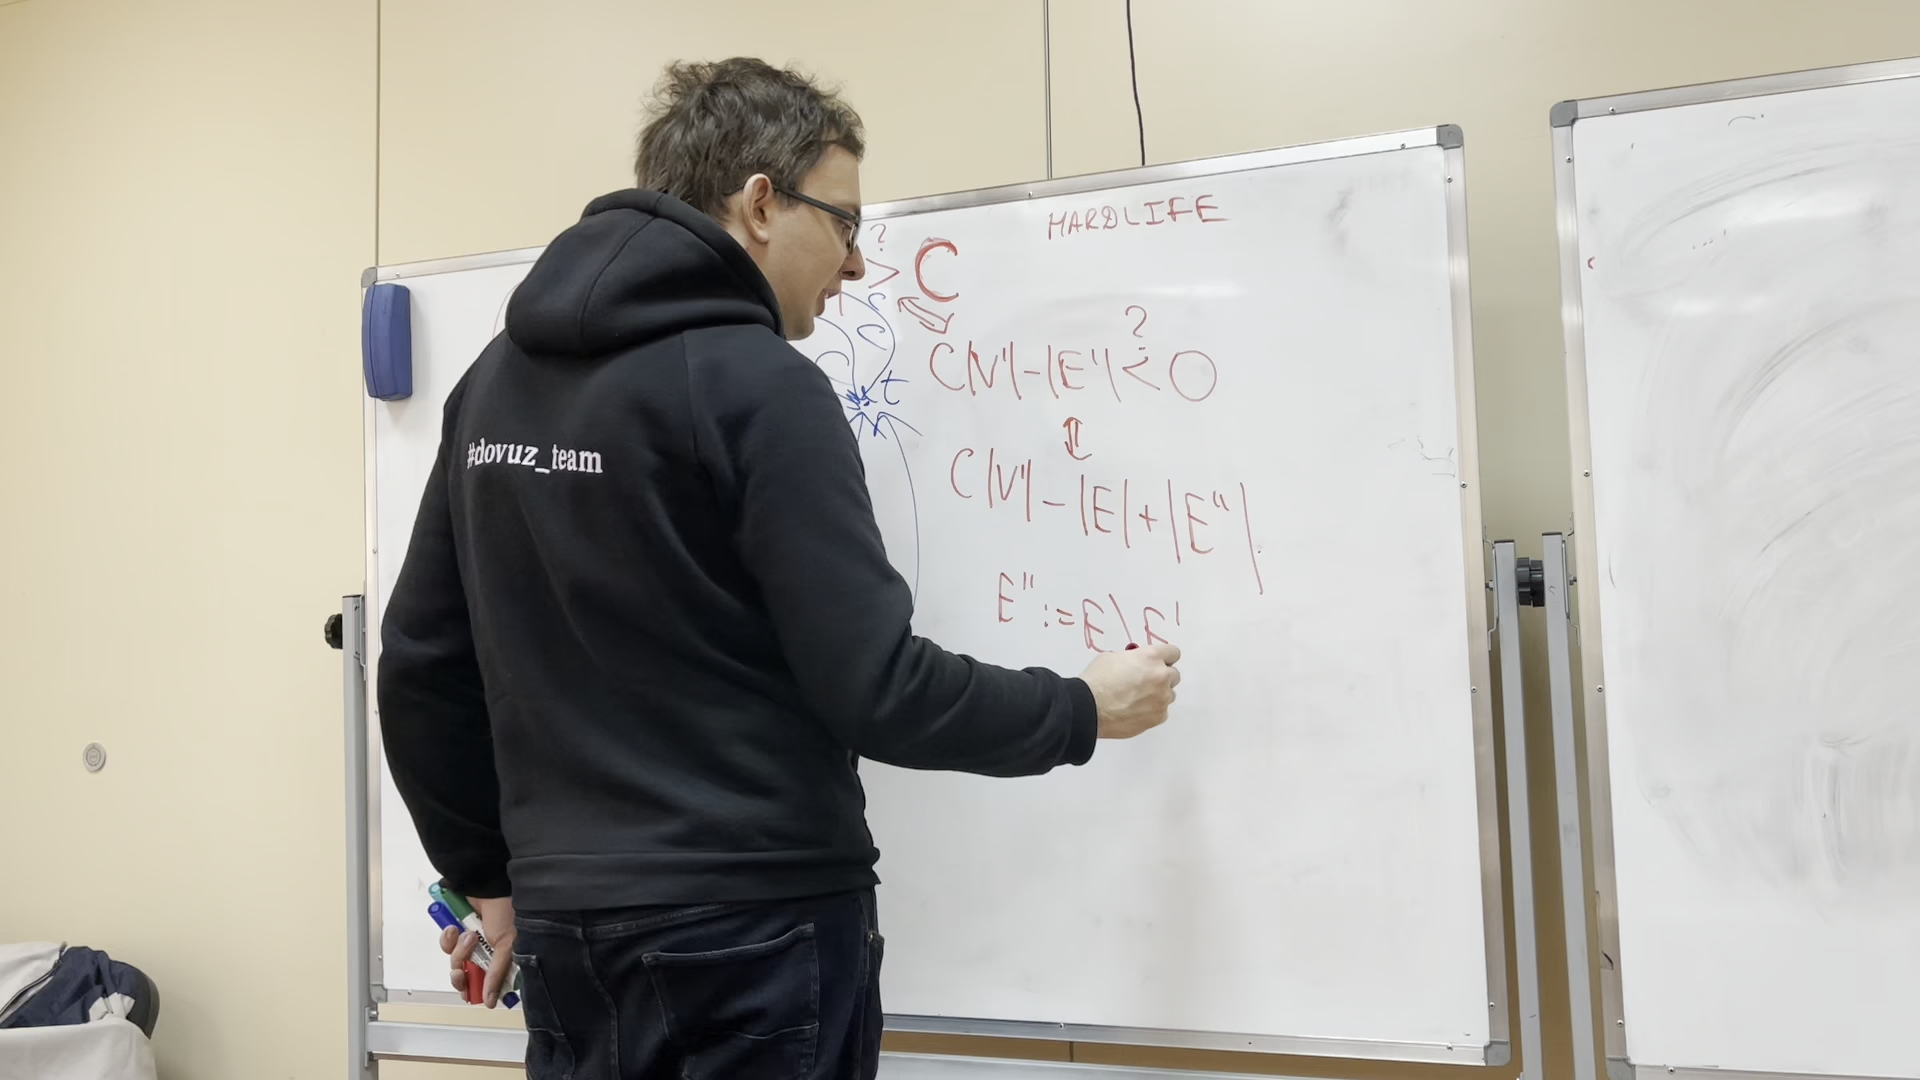 HARDLIFE
?
> C
?
C|V'|-|E'| < 0
⇕
t
C|V'|-|E|+|E''|
#dovuz_team
E'' := E \ E'